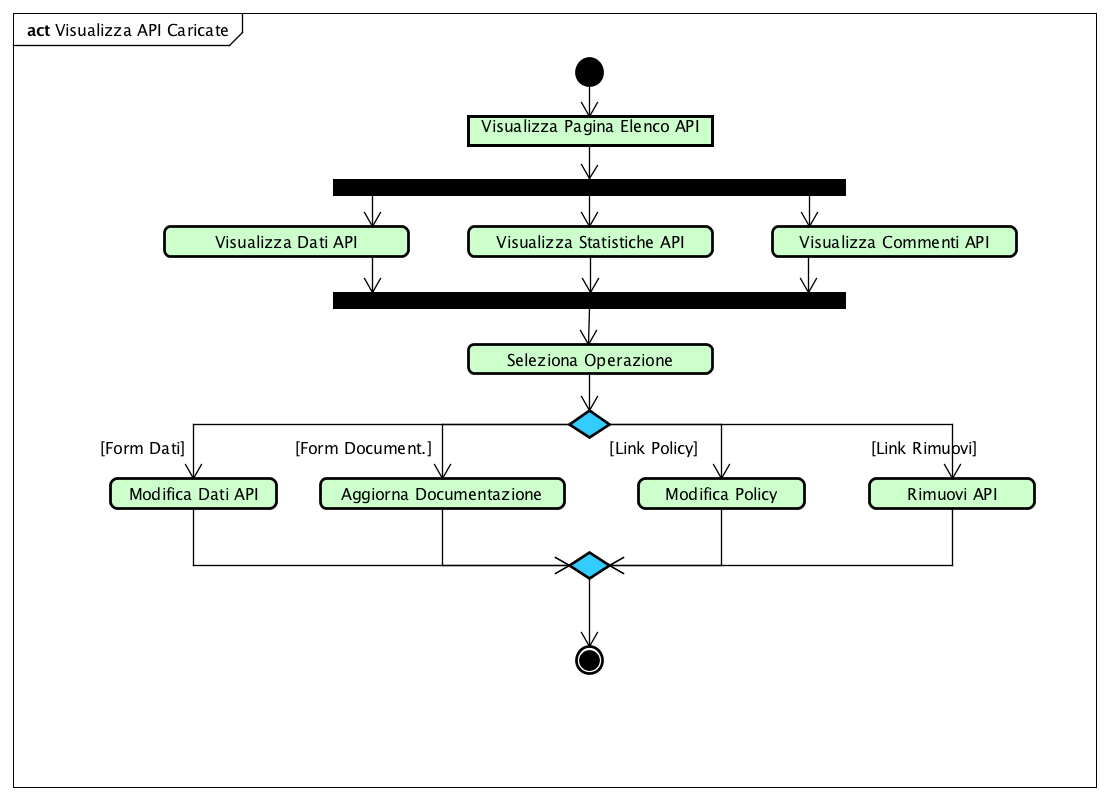 act Visualizza API Caricate
Visualizza Pagina Elenco API
Visualizza Dati API
Visualizza Statistiche API
Visualizza Commenti API
Seleziona Operazione
[Form Dati]
[Form Document.]
[Link Policy]
[Link Rimuovi]
Modifica Dati API
Aggiorna Documentazione
Modifica Policy
Rimuovi API